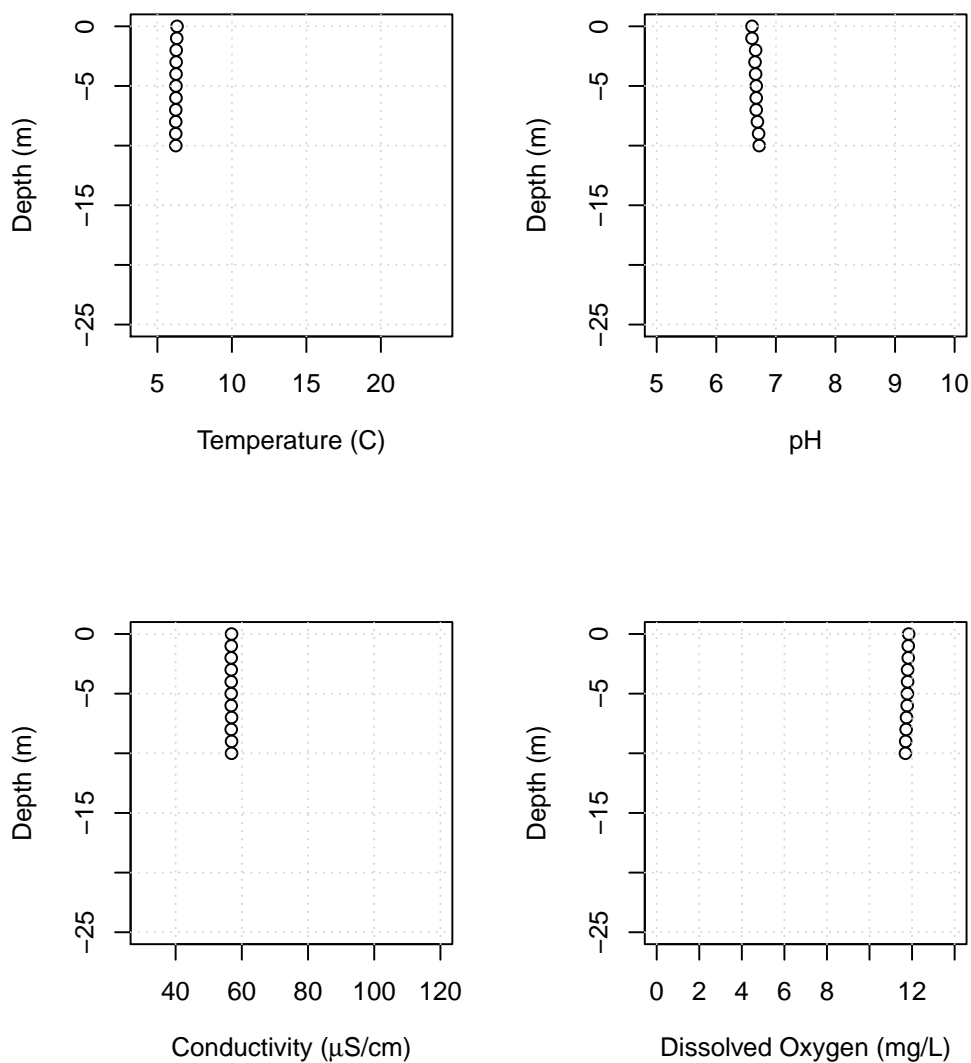 0
−5
−15
−25
Depth (m)
5 10 15 20
Temperature (C)
0
−5
−15
−25
Depth (m)
5 6 7 8 9 10
pH
0
−5
−15
−25
Depth (m)
40 60 80 100 120
Conductivity (μS/cm)
0
−5
−15
−25
Depth (m)
0 2 4 6 8 12
Dissolved Oxygen (mg/L)